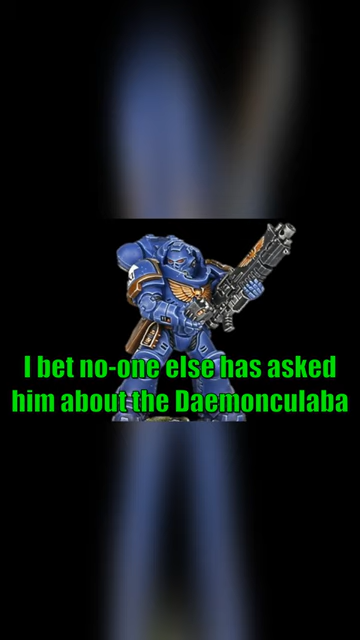 I bet no-one else has asked
him about the Daemonculaba